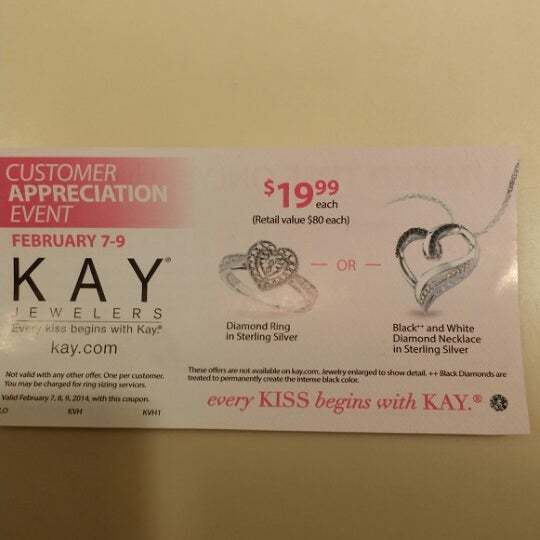 CUSTOMER
APPRECIATION
EVENT
FEBRUARY 7-9
KAY®
JEWELERS
Every kiss begins with Kay.®
kay.com
Not valid with any other offer. One per customer.
You may be charged for ring sizing services.
Valid February 7, 8, 9, 2014, with this coupon.
LO KVH KVH1
$19.99
each
(Retail value $80 each)
OR
Diamond Ring
in Sterling Silver
Black++ and White
Diamond Necklace
in Sterling Silver
These offers are not available on kay.com. Jewelry enlarged to show detail. ++ Black Diamonds are
treated to permanently create the intense black color.
every KISS begins with KAY.®